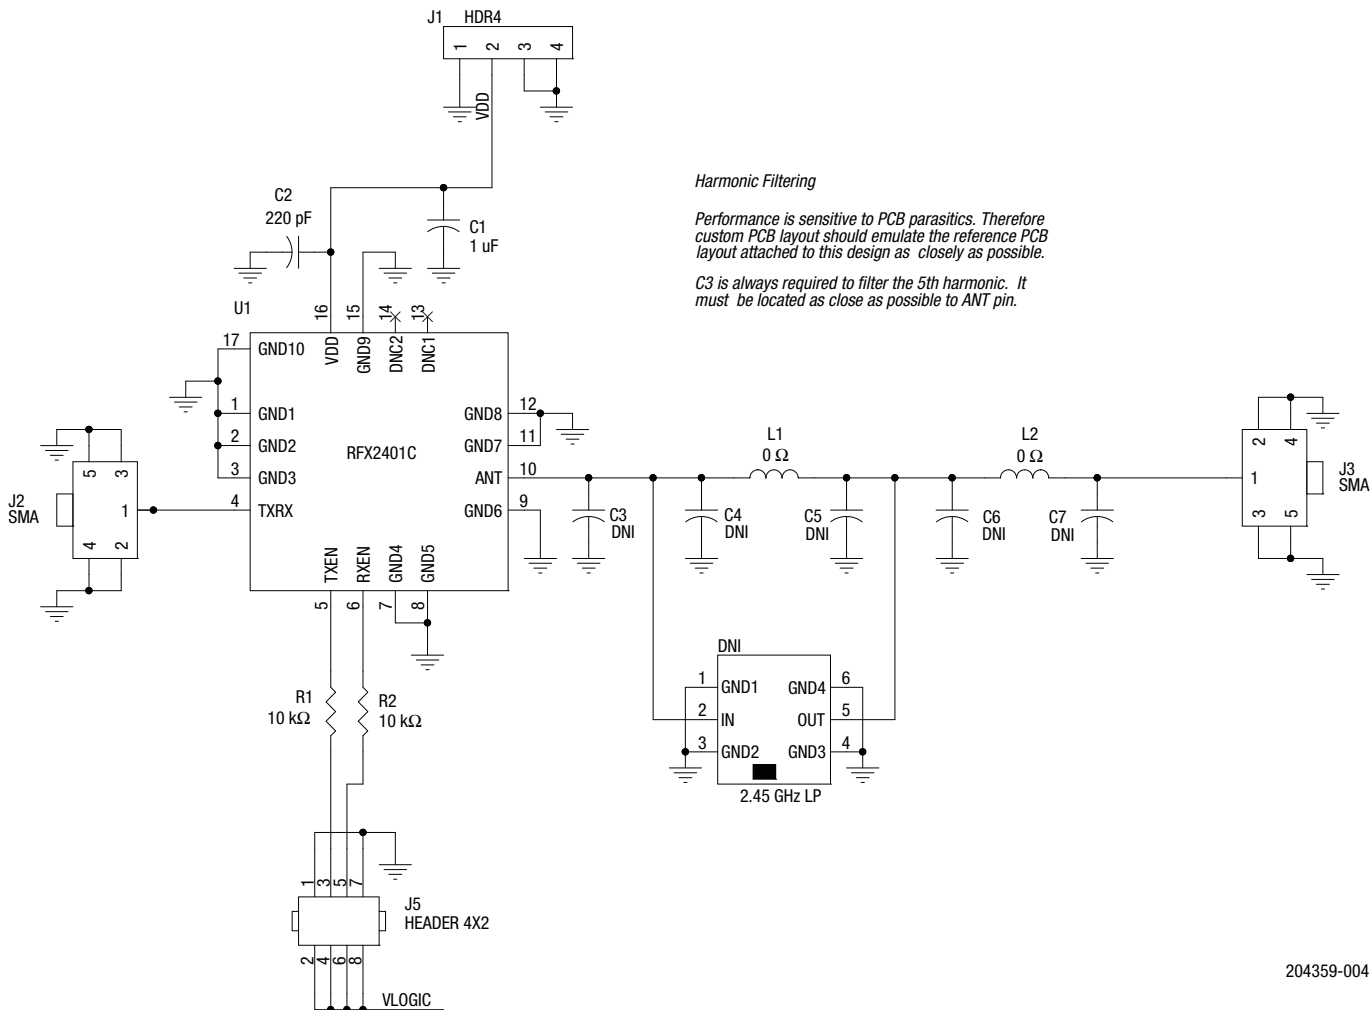 J1 HDR4
1 2 3 4
VDD
Harmonic Filtering
Performance is sensitive to PCB parasitics. Therefore
custom PCB layout should emulate the reference PCB
layout attached to this design as closely as possible.
C3 is always required to filter the 5th harmonic. It
must be located as close as possible to ANT pin.
C2
220 pF
C1
1 uF
U1
16 15 14 13
VDD GND9 DNC2 DNC1
17 GND10
1 GND1
2 GND2
3 GND3
4 TXRX
RFX2401C
GND8 12
GND7 11
ANT 10
GND6 9
TXEN RXEN GND4 GND5
5 6 7 8
J2
SMA
5 3
1
4 2
L1
0 Ω
L2
0 Ω
C3
DNI
C4
DNI
C5
DNI
C6
DNI
C7
DNI
2 4
1
3 5
J3
SMA
DNI
1 GND1 GND4 6
2 IN OUT 5
3 GND2 GND3 4
2.45 GHz LP
R1
10 kΩ
R2
10 kΩ
1 3 5 7
J5
HEADER 4X2
2 4 6 8
VLOGIC
204359-004